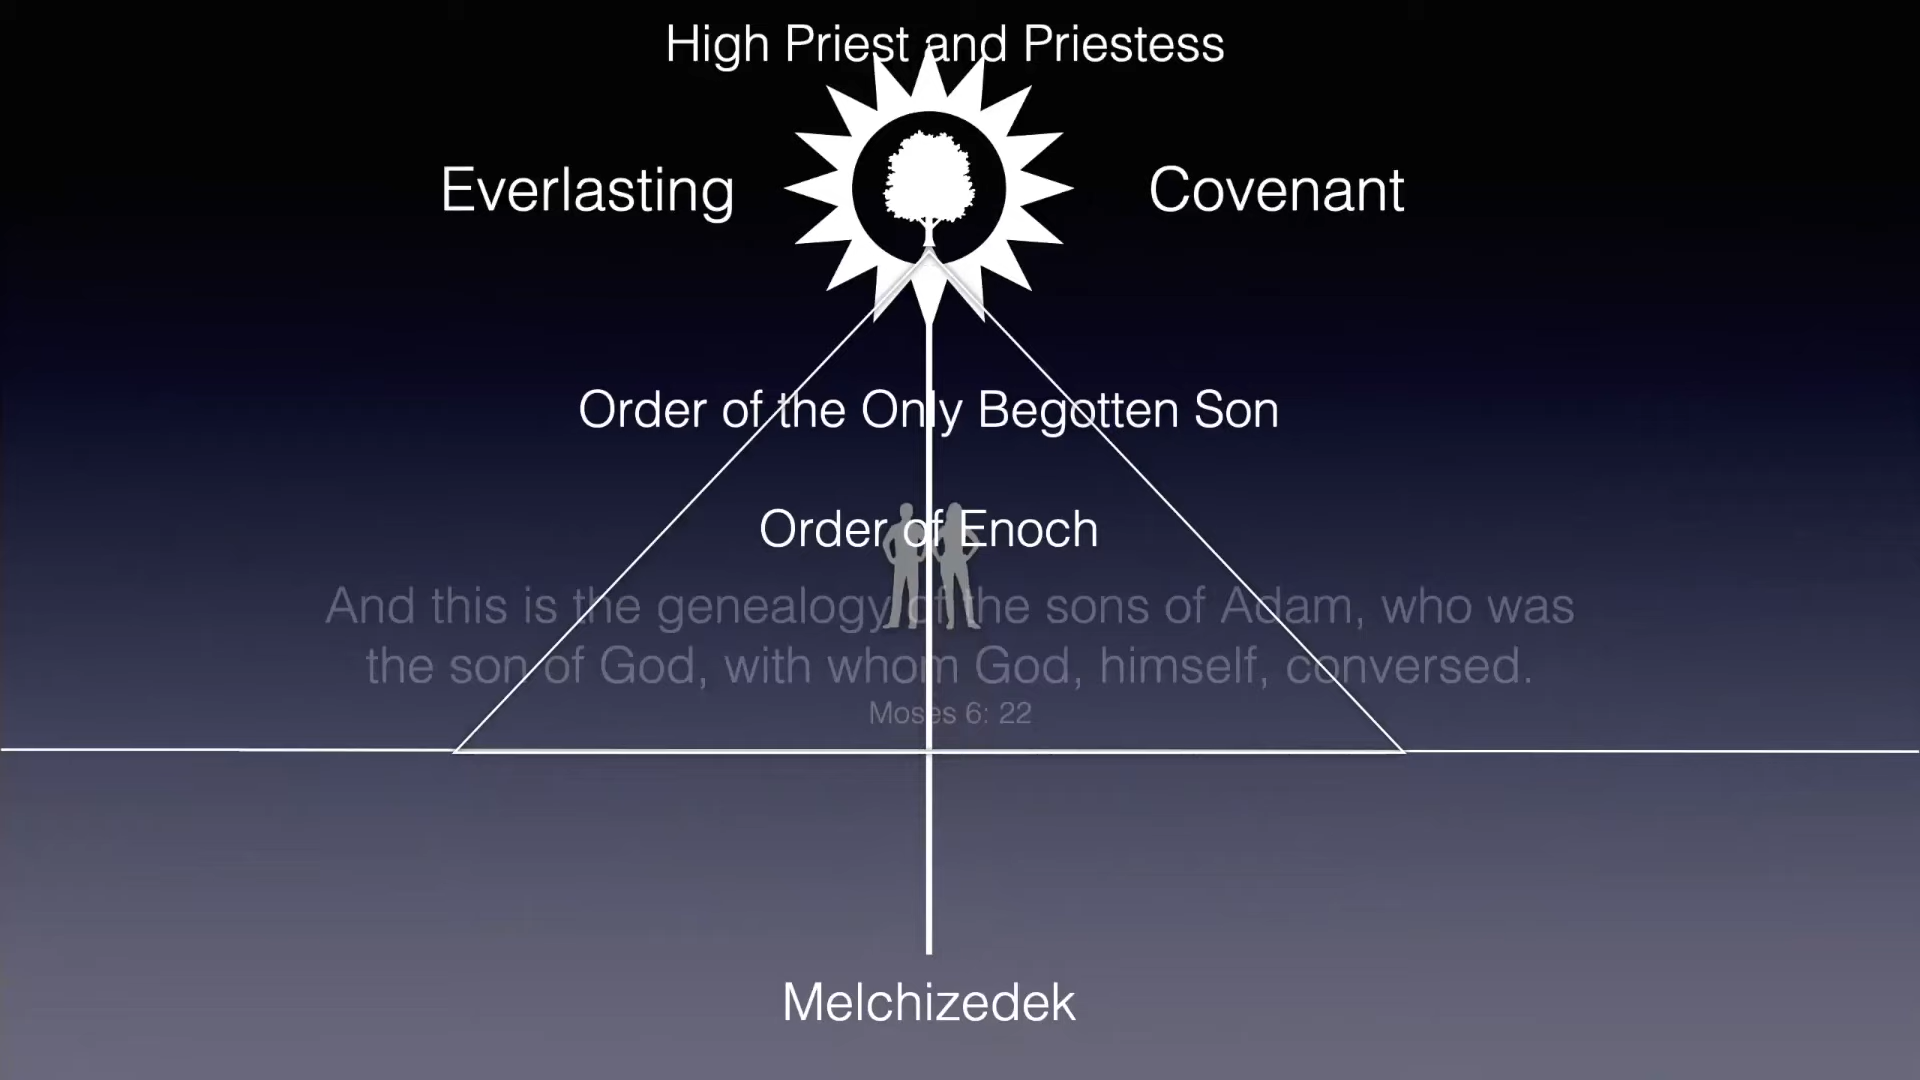 High Priest and Priestess
Everlasting Covenant
Order of the Only Begotten Son
Order of Enoch
And this is the genealogy of the sons of Adam, who was
the son of God, with whom God, himself, conversed.
Moses 6: 22
Melchizedek